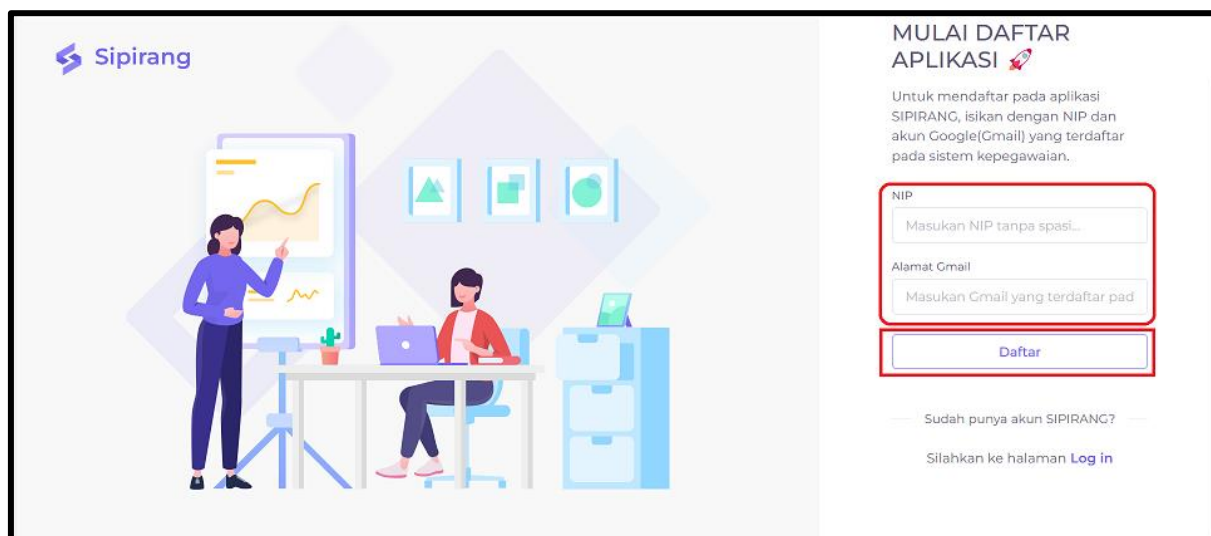 Sipirang
MULAI DAFTAR
APLIKASI 🚀
Untuk mendaftar pada aplikasi
SIPIRANG, isikan dengan NIP dan
akun Google(Gmail) yang terdaftar
pada sistem kepegawaian.
NIP
Masukan NIP tanpa spasi...
Alamat Gmail
Masukan Gmail yang terdaftar pad
Daftar
Sudah punya akun SIPIRANG?
Silahkan ke halaman Log in